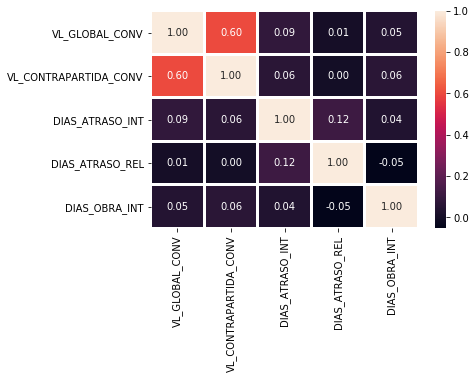 VL_GLOBAL_CONV 1.00 0.60 0.09 0.01 0.05
VL_CONTRAPARTIDA_CONV 0.60 1.00 0.06 0.00 0.06
DIAS_ATRASO_INT 0.09 0.06 1.00 0.12 0.04
DIAS_ATRASO_REL 0.01 0.00 0.12 1.00 -0.05
DIAS_OBRA_INT 0.05 0.06 0.04 -0.05 1.00
VL_GLOBAL_CONV
VL_CONTRAPARTIDA_CONV
DIAS_ATRASO_INT
DIAS_ATRASO_REL
DIAS_OBRA_INT
1.0
0.8
0.6
0.4
0.2
0.0